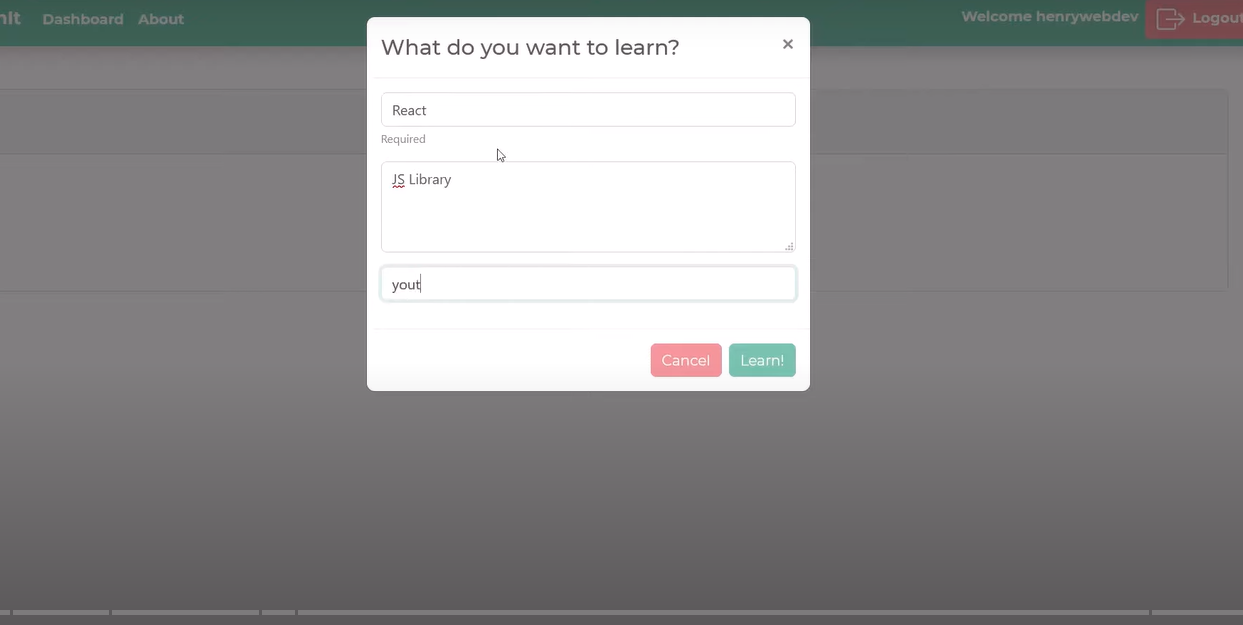 nIt Dashboard About Welcome henrywebdev Logout
What do you want to learn? ×
React
Required
JS Library
yout
Cancel Learn!